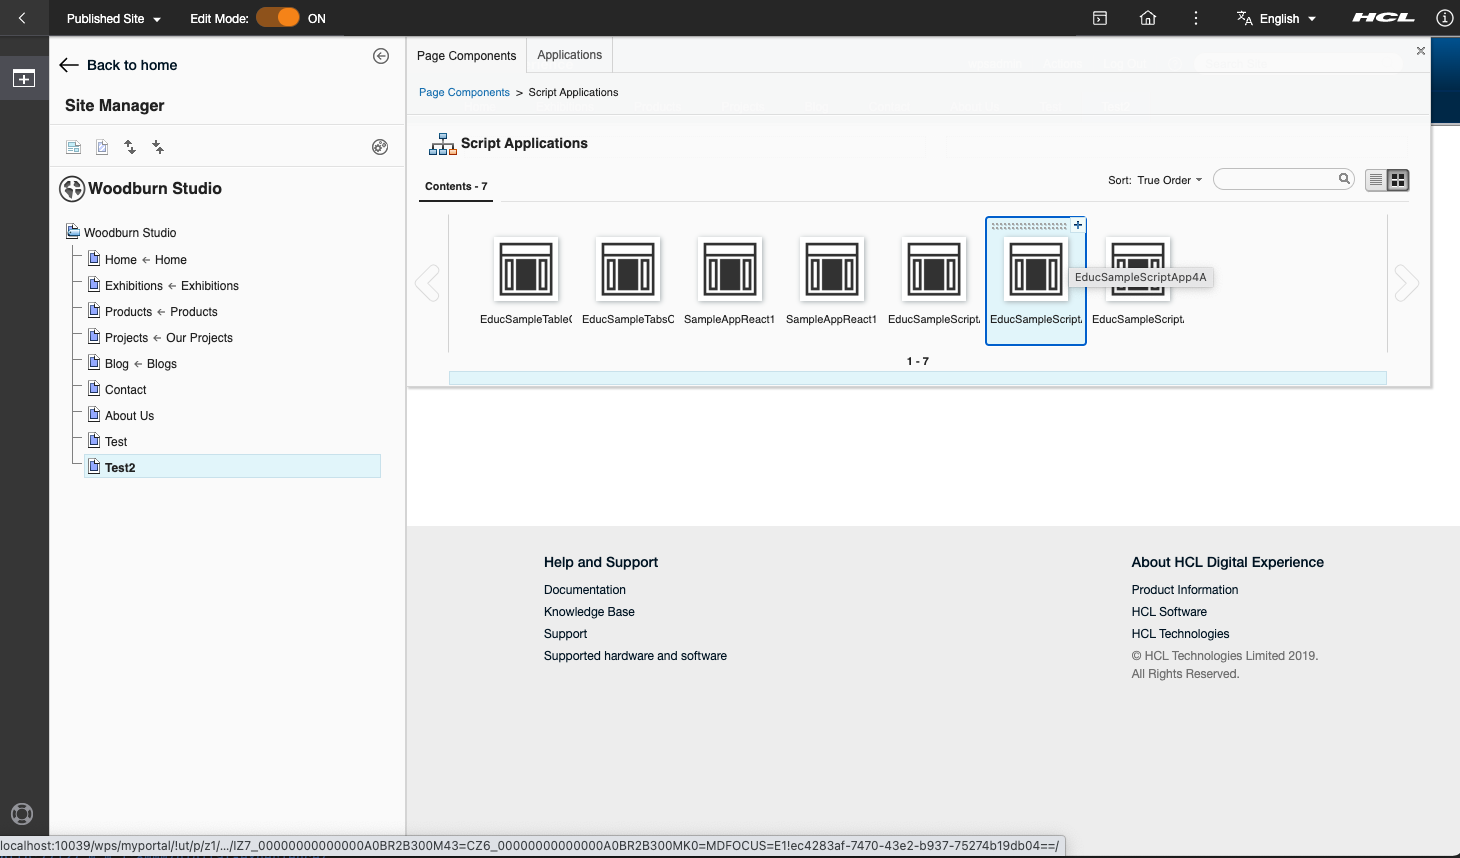 Published Site
Edit Mode: ON
English
HCL
Back to home
Site Manager
Woodburn Studio
Woodburn Studio
Home ← Home
Exhibitions ← Exhibitions
Products ← Products
Projects ← Our Projects
Blog ← Blogs
Contact
About Us
Test
Test2
Page Components
Applications
Page Components > Script Applications
Script Applications
Contents - 7
Sort: True Order
EducSampleTableC
EducSampleTabsC
SampleAppReact1
SampleAppReact1
EducSampleScript
EducSampleScript
EducSampleScript
EducSampleScriptApp4A
1 - 7
Help and Support
Documentation
Knowledge Base
Support
Supported hardware and software
About HCL Digital Experience
Product Information
HCL Software
HCL Technologies
© HCL Technologies Limited 2019.
All Rights Reserved.
localhost:10039/wps/myportal/!ut/p/z1/.../IZ7_00000000000000A0BR2B300M43=CZ6_00000000000000A0BR2B300MK0=MDFOCUS=E1!ec4283af-7470-43e2-b937-75274b19db04==/